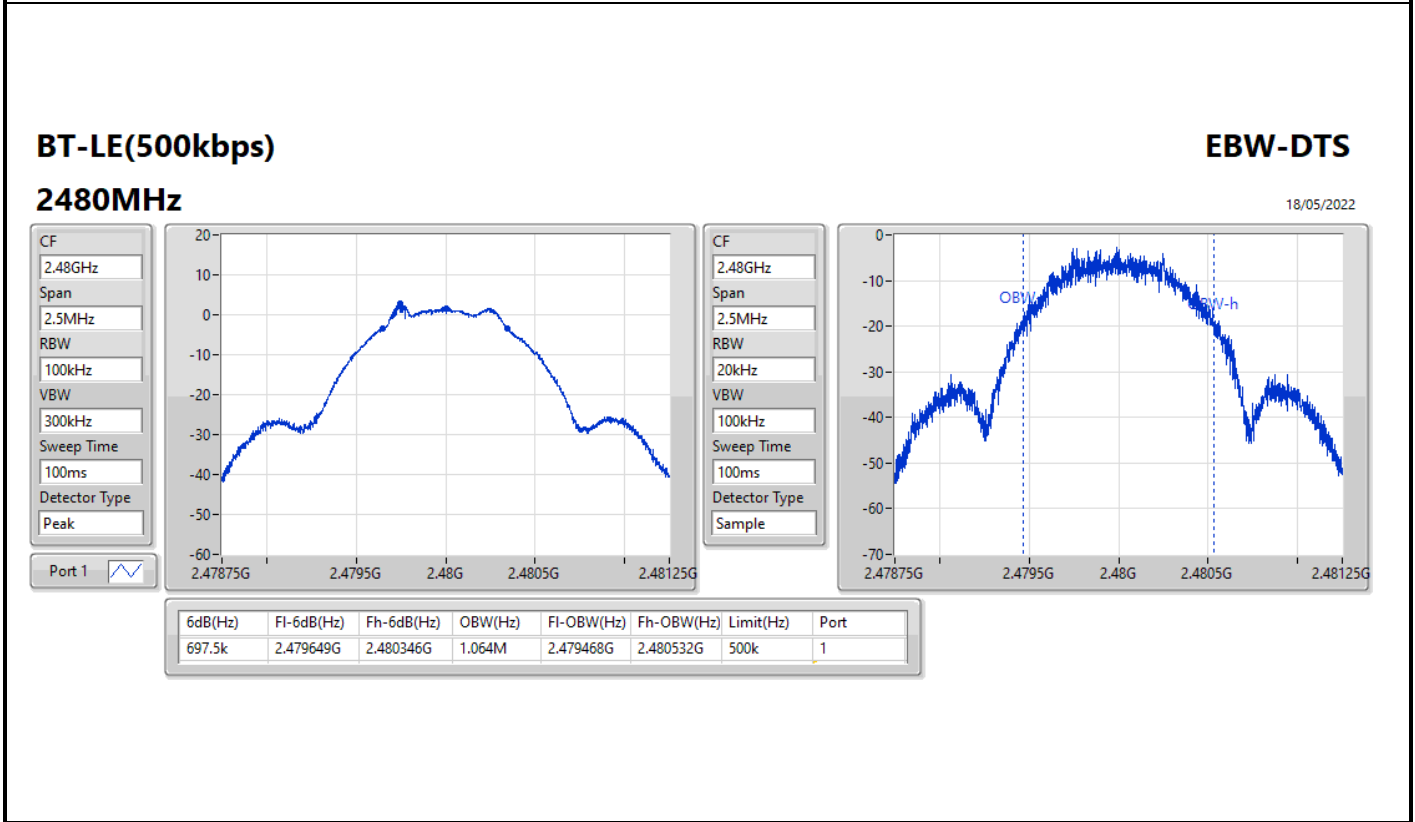 BT-LE(500kbps)
EBW-DTS
2480MHz
18/05/2022
CF
2.48GHz
Span
2.5MHz
RBW
100kHz
VBW
300kHz
Sweep Time
100ms
Detector Type
Peak
Port 1
20
10
0
-10
-20
-30
-40
-50
-60
2.47875G 2.4795G 2.48G 2.4805G 2.48125G
CF
2.48GHz
Span
2.5MHz
RBW
20kHz
VBW
100kHz
Sweep Time
100ms
Detector Type
Sample
0
-10
-20
-30
-40
-50
-60
-70
2.47875G 2.4795G 2.48G 2.4805G 2.48125G
6dB(Hz) Fl-6dB(Hz) Fh-6dB(Hz) OBW(Hz) Fl-OBW(Hz) Fh-OBW(Hz) Limit(Hz) Port
697.5k 2.479649G 2.480346G 1.064M 2.479468G 2.480532G 500k 1